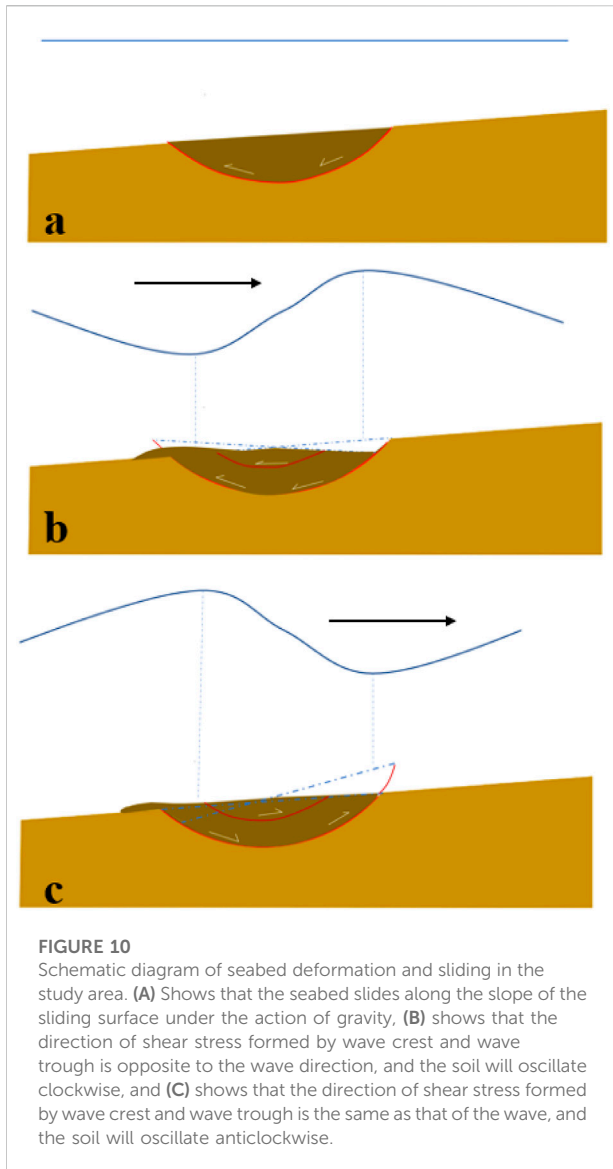 a
b
c
FIGURE 10
Schematic diagram of seabed deformation and sliding in the
study area. (A) Shows that the seabed slides along the slope of the
sliding surface under the action of gravity, (B) shows that the
direction of shear stress formed by wave crest and wave
trough is opposite to the wave direction, and the soil will oscillate
clockwise, and (C) shows that the direction of shear stress formed
by wave crest and wave trough is the same as that of the wave, and
the soil will oscillate anticlockwise.